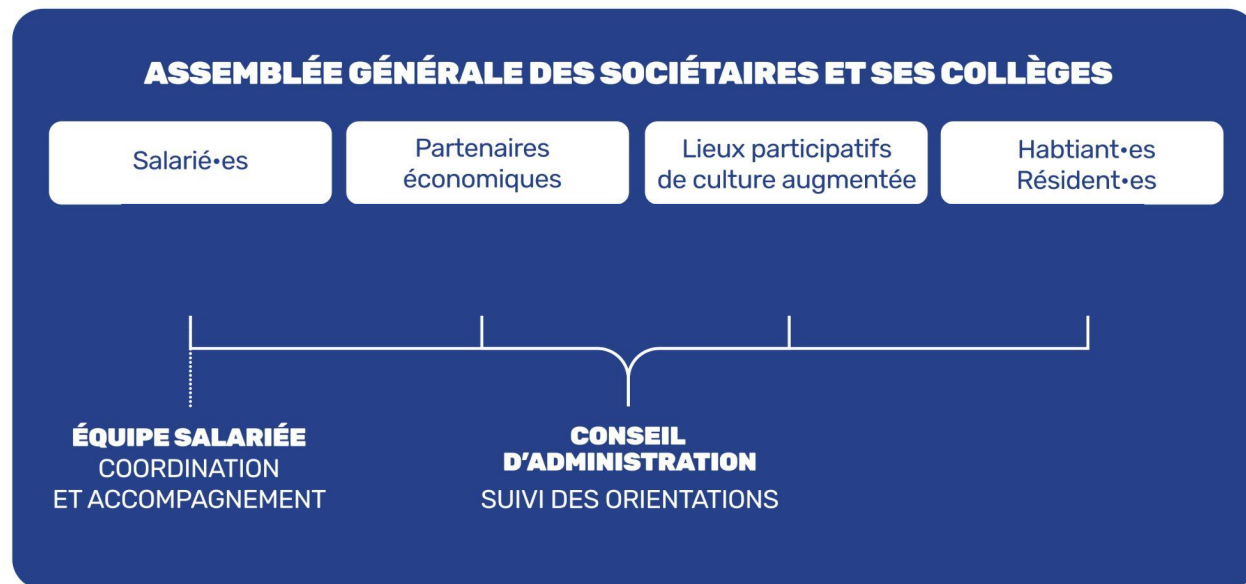 ASSEMBLÉE GÉNÉRALE DES SOCIÉTAIRES ET SES COLLÈGES
Salarié•es
Partenaires
économiques
Lieux participatifs
de culture augmentée
Habtiant•es
Résident•es
ÉQUIPE SALARIÉE
COORDINATION
ET ACCOMPAGNEMENT
CONSEIL
D'ADMINISTRATION
SUIVI DES ORIENTATIONS